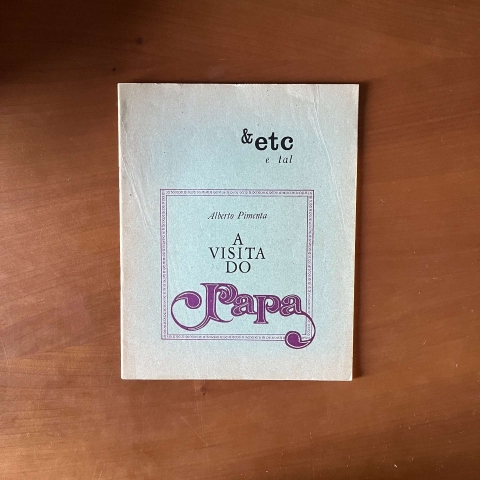 & etc
e tal
Alberto Pimenta
A
VISITA
DO
Papa